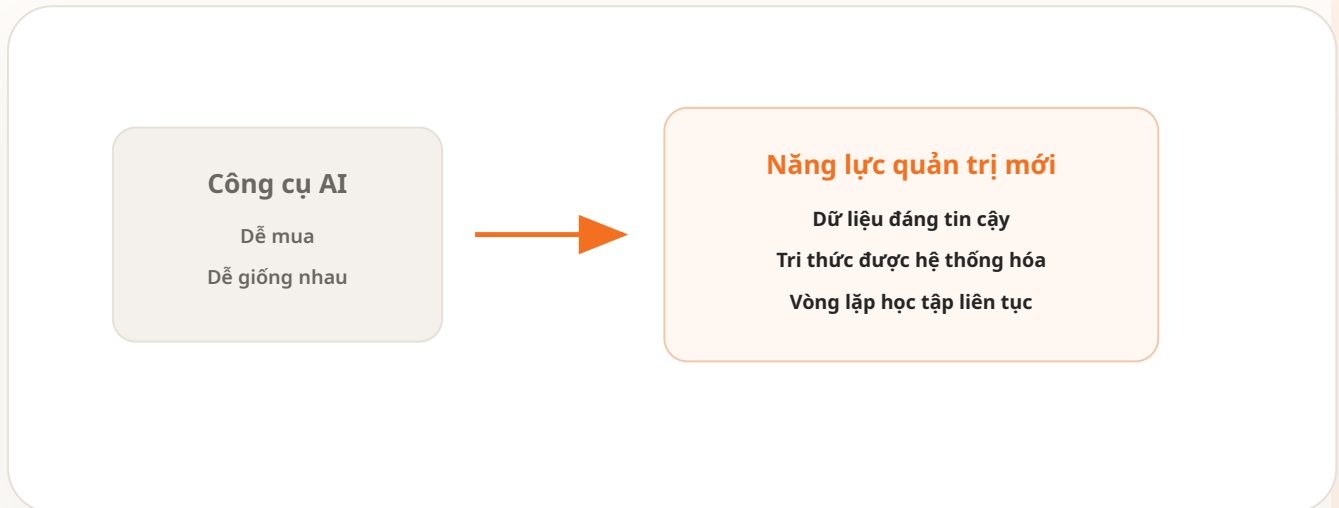 Công cụ AI
Dễ mua
Dễ giống nhau
Năng lực quản trị mới
Dữ liệu đáng tin cậy
Tri thức được hệ thống hóa
Vòng lặp học tập liên tục